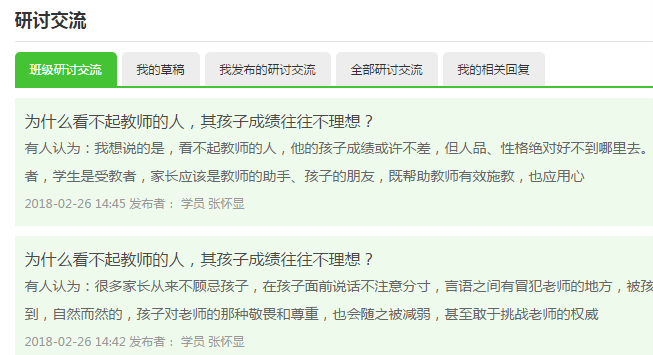 研讨交流
班级研讨交流 我的草稿 我发布的研讨交流 全部研讨交流 我的相关回复
为什么看不起教师的人，其孩子成绩往往不理想？
有人认为：我想说的是，看不起教师的人，他的孩子成绩或许不差，但人品、性格绝对好不到哪里去。
者，学生是受教者，家长应该是教师的助手、孩子的朋友，既帮助教师有效施教，也应用心
2018-02-26 14:45 发布者： 学员 张怀显
为什么看不起教师的人，其孩子成绩往往不理想？
有人认为：很多家长从来不顾忌孩子，在孩子面前说话不注意分寸，言语之间有冒犯老师的地方，被孩
到，自然而然的，孩子对老师的那种敬畏和尊重，也会随之被减弱，甚至敢于挑战老师的权威
2018-02-26 14:42 发布者： 学员 张怀显